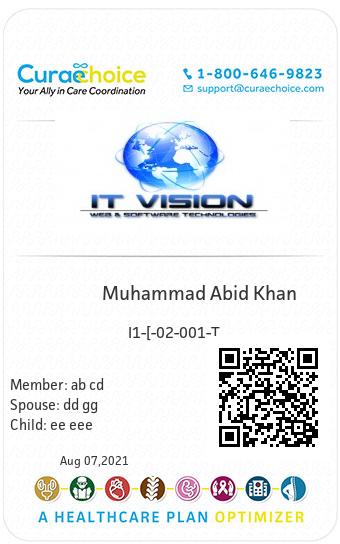 Curaechoice
Your Ally in Care Coordination
1-800-646-9823
support@curaechoice.com
IT VISION
WEB & SOFTWARE TECHNOLOGIES
Muhammad Abid Khan
I1-[-02-001-T
Member: ab cd
Spouse: dd gg
Child: ee eee
Aug 07,2021
A HEALTHCARE PLAN OPTIMIZER